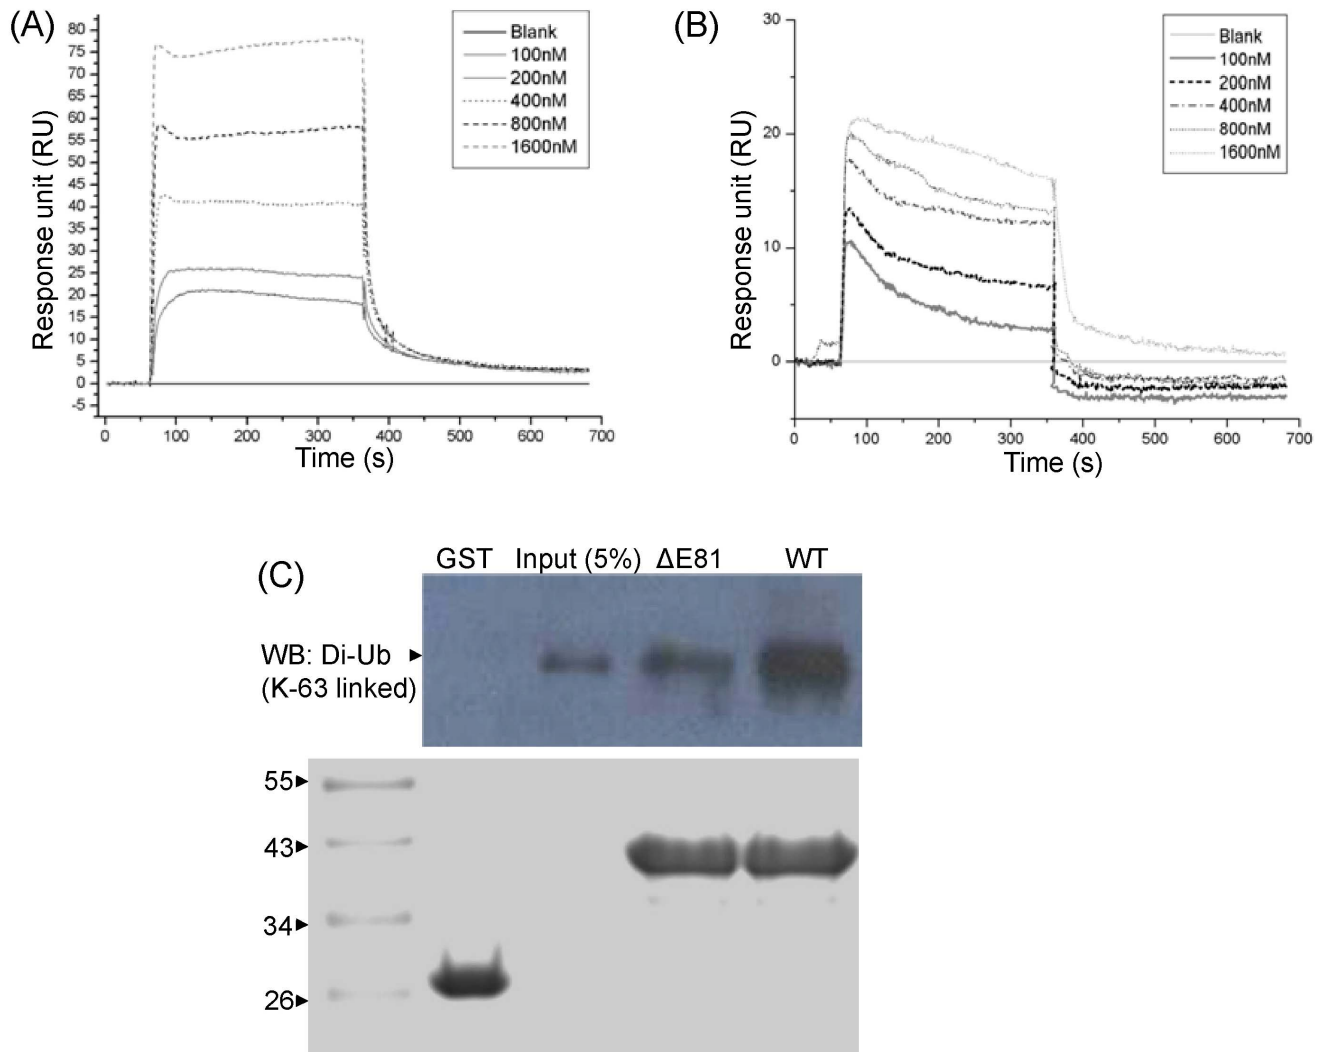 (A)
Response unit (RU)
80
75
70
65
60
55
50
45
40
35
30
25
20
15
10
5
0
-5
0 100 200 300 400 500 600 700
Time (s)
Blank
100nM
200nM
400nM
800nM
1600nM
(B)
Response unit (RU)
30
20
10
0
0 100 200 300 400 500 600 700
Time (s)
Blank
100nM
200nM
400nM
800nM
1600nM
(C)
GST Input (5%) ΔE81 WT
WB: Di-Ub
(K-63 linked)
55
43
34
26